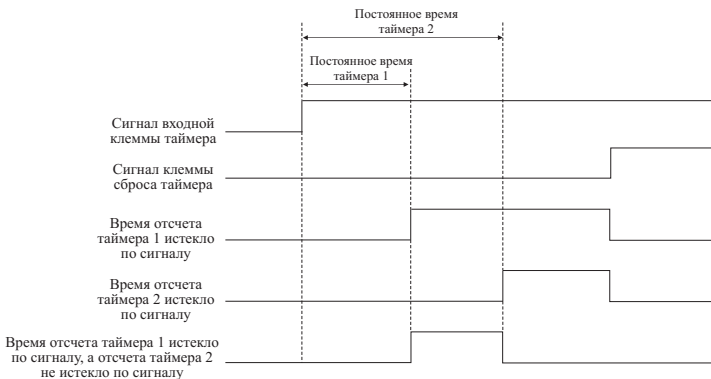 Постоянное время
таймера 2
Постоянное время
таймера 1
Сигнал входной
клеммы таймера
Сигнал клеммы
сброса таймера
Время отсчета
таймера 1 истекло
по сигналу
Время отсчета
таймера 2 истекло
по сигналу
Время отсчета таймера 1 истекло
по сигналу, а отсчета таймера 2
не истекло по сигналу